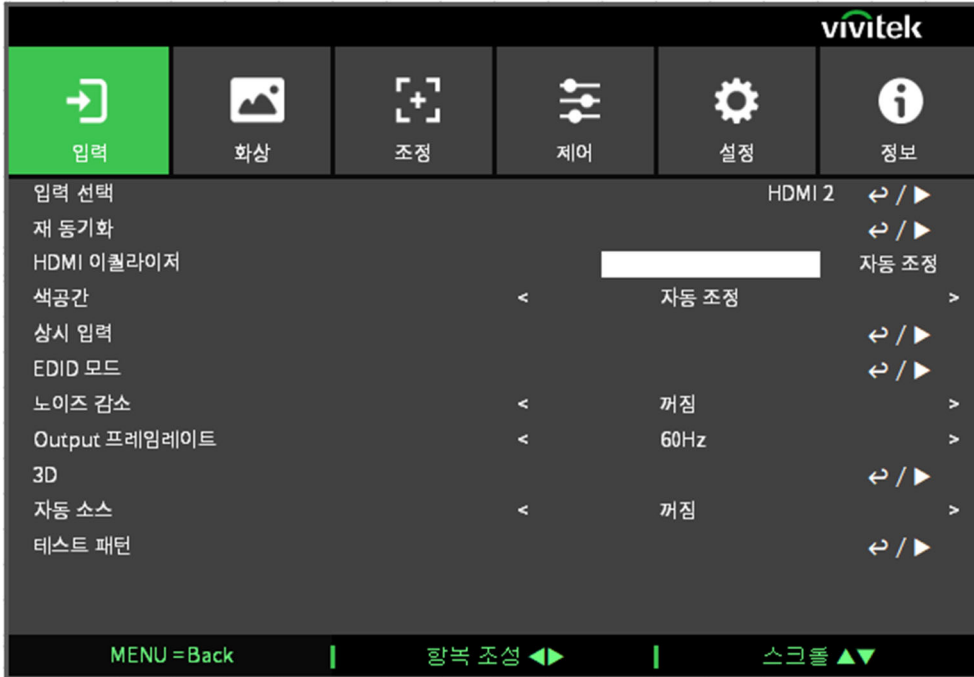 vivitek
입력 화상 조정 제어 설정 정보
입력 선택 HDMI 2 ↩ / ▶
재 동기화 ↩ / ▶
HDMI 이퀄라이저 자동 조정
색공간 < 자동 조정 >
상시 입력 ↩ / ▶
EDID 모드 ↩ / ▶
노이즈 감소 < 꺼짐 >
Output 프레임레이트 < 60Hz >
3D ↩ / ▶
자동 소스 < 꺼짐 >
테스트 패턴 ↩ / ▶
MENU = Back 항복 조성 ◀▶ 스크롤 ▲▼